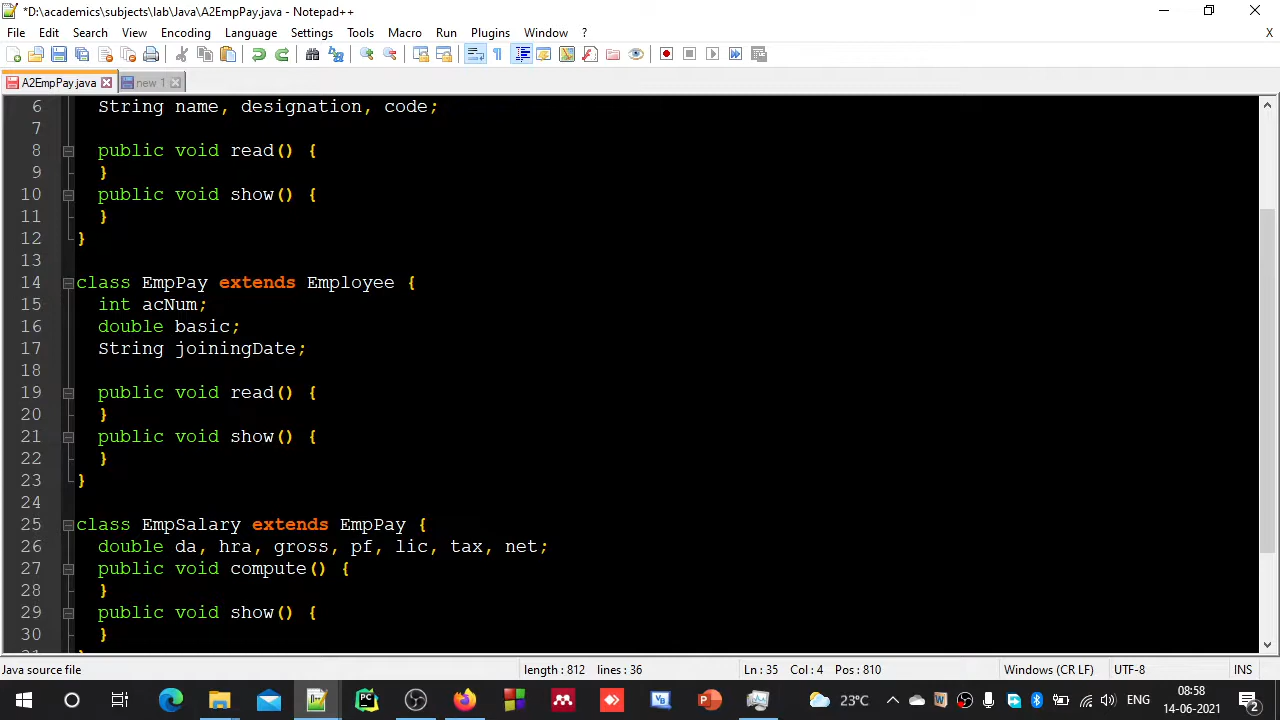 *D:\academics\subjects\lab\Java\A2EmpPay.java - Notepad++
File Edit Search View Encoding Language Settings Tools Macro Run Plugins Window ? X
A2EmpPay.java new 1
6 String name, designation, code;
7
8 public void read() {
9 }
10 public void show() {
11 }
12 }
13
14 class EmpPay extends Employee {
15 int acNum;
16 double basic;
17 String joiningDate;
18
19 public void read() {
20 }
21 public void show() {
22 }
23 }
24
25 class EmpSalary extends EmpPay {
26 double da, hra, gross, pf, lic, tax, net;
27 public void compute() {
28 }
29 public void show() {
30 }
Java source file length : 812 lines : 36 Ln : 35 Col : 4 Pos : 810 Windows (CR LF) UTF-8 INS
23°C ENG 08:58
14-06-2021 2